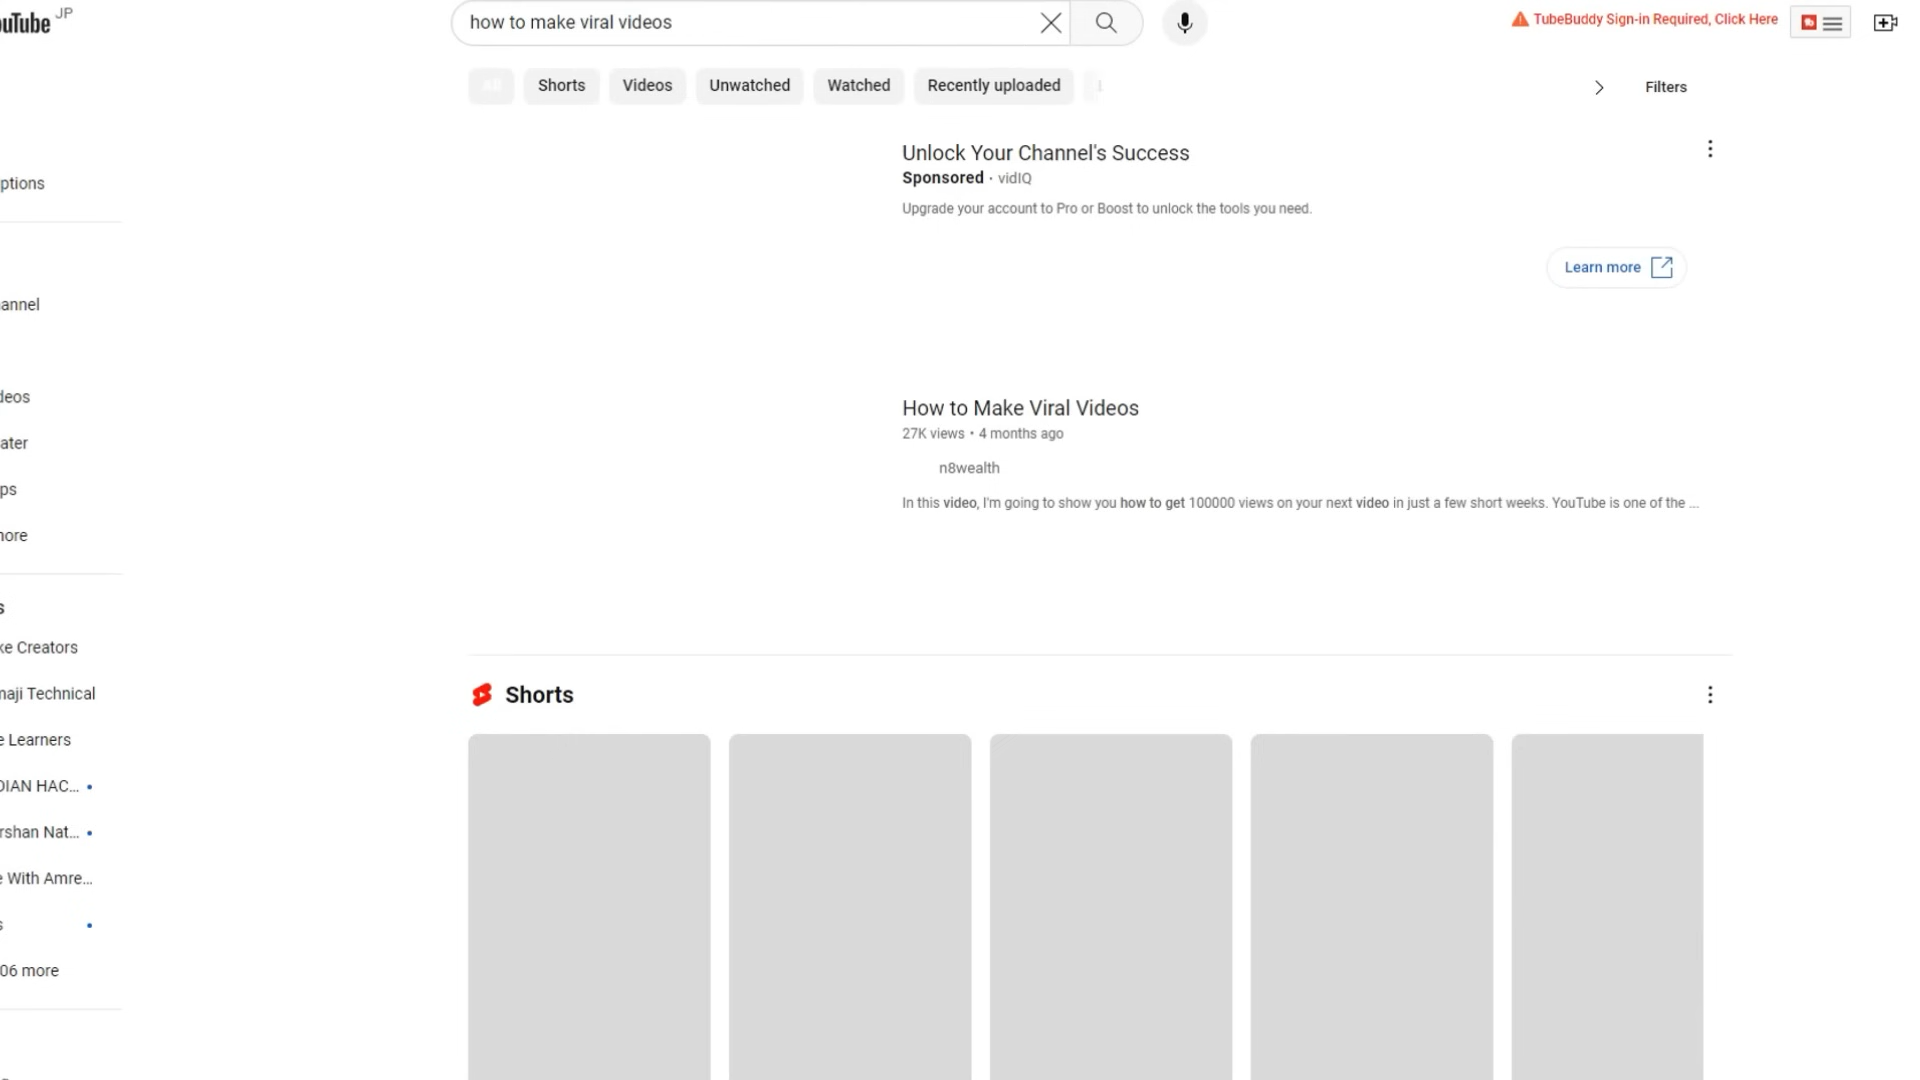 JP
how to make viral videos
TubeBuddy Sign-in Required, Click Here
Shorts
Videos
Unwatched
Watched
Recently uploaded
Filters
Unlock Your Channel's Success
Sponsored · vidIQ
Upgrade your account to Pro or Boost to unlock the tools you need.
Learn more
How to Make Viral Videos
27K views • 4 months ago
n8wealth
In this video, I'm going to show you how to get 100000 views on your next video in just a few short weeks. YouTube is one of the ...
Shorts
uTube
ptions
annel
deos
ater
ps
nore
s
ke Creators
naji Technical
e Learners
DIAN HAC...
rshan Nat...
e With Amre...
s
06 more